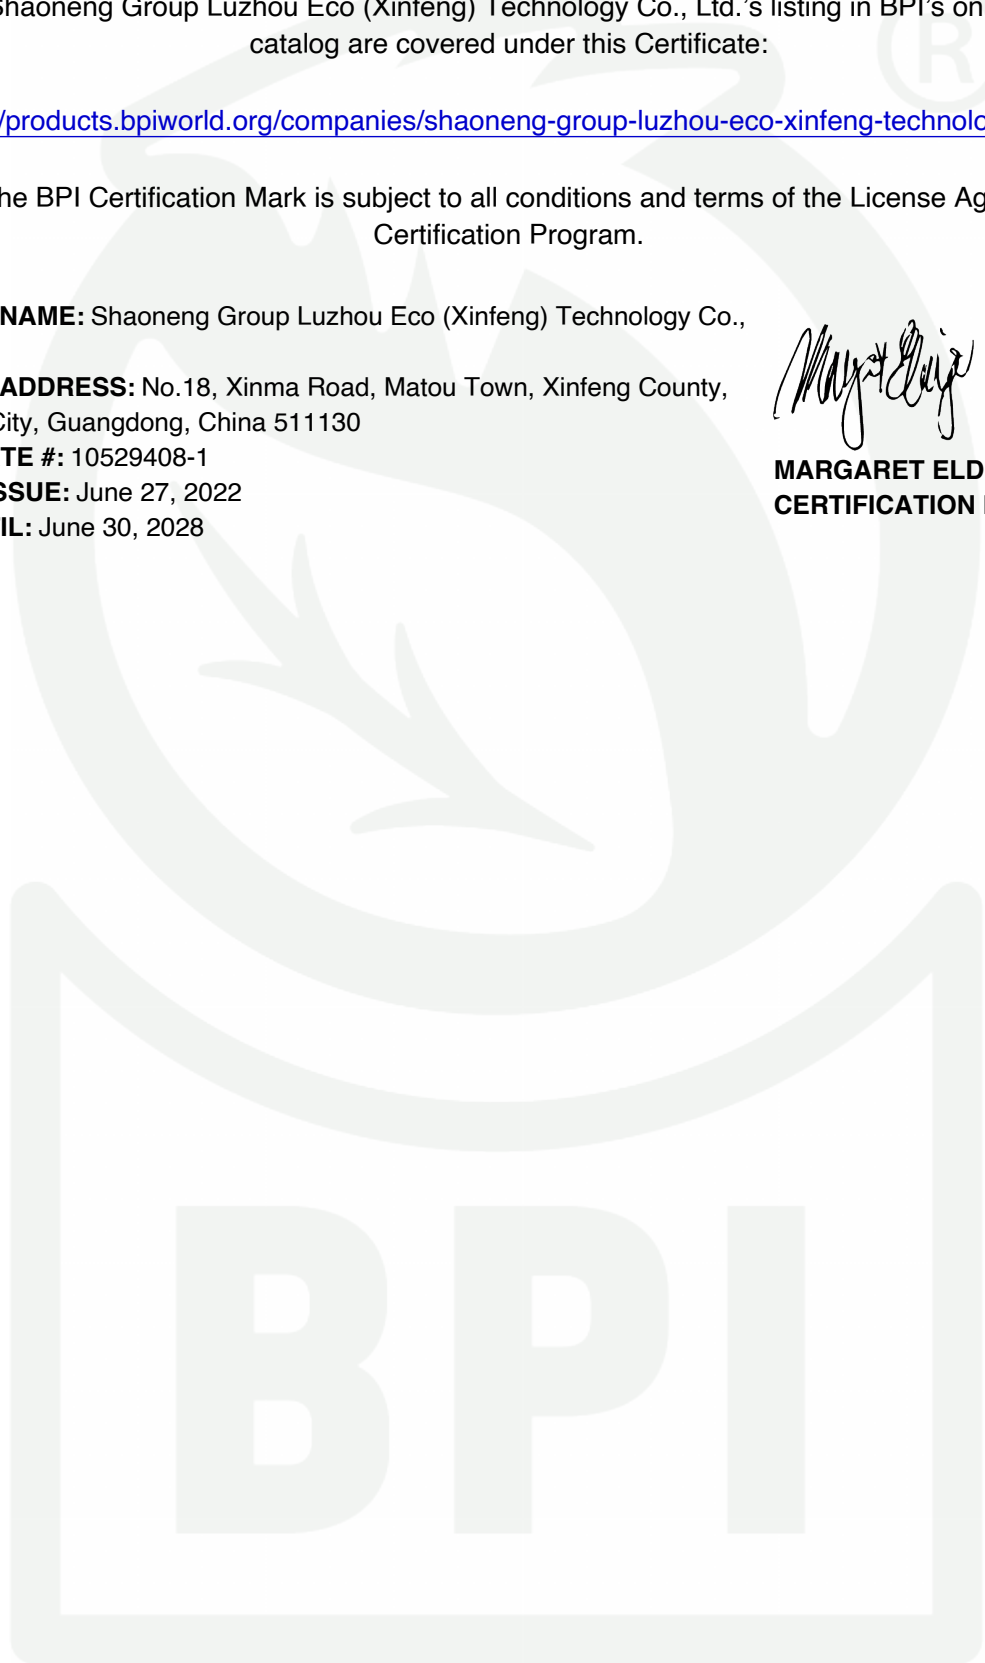 Shaoneng Group Luzhou Eco (Xinfeng) Technology Co., Ltd.'s listing in BPI's on
catalog are covered under this Certificate:
/products.bpiworld.org/companies/shaoneng-group-luzhou-eco-xinfeng-technolo
he BPI Certification Mark is subject to all conditions and terms of the License Ag
Certification Program.
NAME: Shaoneng Group Luzhou Eco (Xinfeng) Technology Co.,
ADDRESS: No.18, Xinma Road, Matou Town, Xinfeng County,
City, Guangdong, China 511130
TE #: 10529408-1
SSUE: June 27, 2022
TIL: June 30, 2028
MARGARET ELD
CERTIFICATION
BPI
®